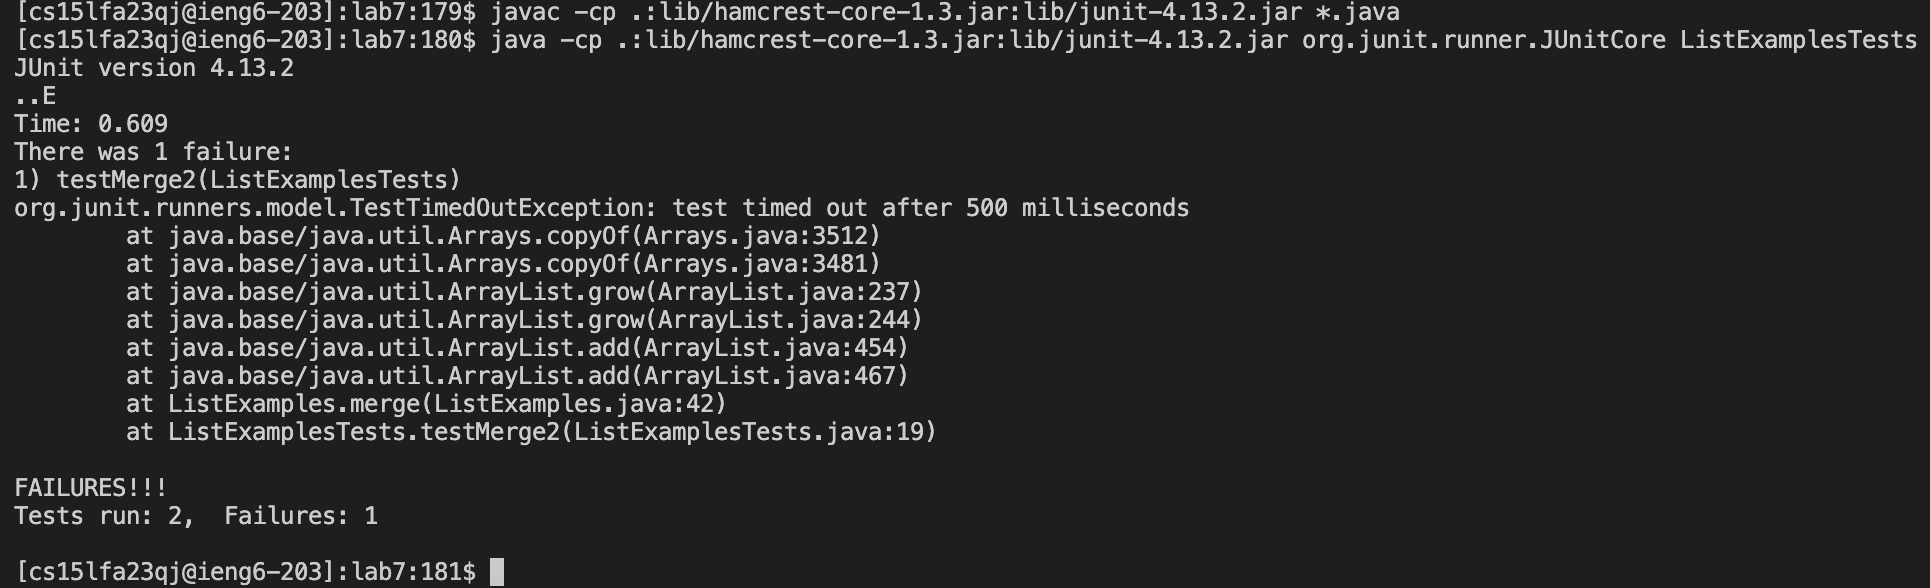 [cs15lfa23qj@ieng6-203]:lab7:179$ javac -cp .:lib/hamcrest-core-1.3.jar:lib/junit-4.13.2.jar *.java
[cs15lfa23qj@ieng6-203]:lab7:180$ java -cp .:lib/hamcrest-core-1.3.jar:lib/junit-4.13.2.jar org.junit.runner.JUnitCore ListExamplesTests
JUnit version 4.13.2
..E
Time: 0.609
There was 1 failure:
1) testMerge2(ListExamplesTests)
org.junit.runners.model.TestTimedOutException: test timed out after 500 milliseconds
        at java.base/java.util.Arrays.copyOf(Arrays.java:3512)
        at java.base/java.util.Arrays.copyOf(Arrays.java:3481)
        at java.base/java.util.ArrayList.grow(ArrayList.java:237)
        at java.base/java.util.ArrayList.grow(ArrayList.java:244)
        at java.base/java.util.ArrayList.add(ArrayList.java:454)
        at java.base/java.util.ArrayList.add(ArrayList.java:467)
        at ListExamples.merge(ListExamples.java:42)
        at ListExamplesTests.testMerge2(ListExamplesTests.java:19)

FAILURES!!!
Tests run: 2,  Failures: 1

[cs15lfa23qj@ieng6-203]:lab7:181$